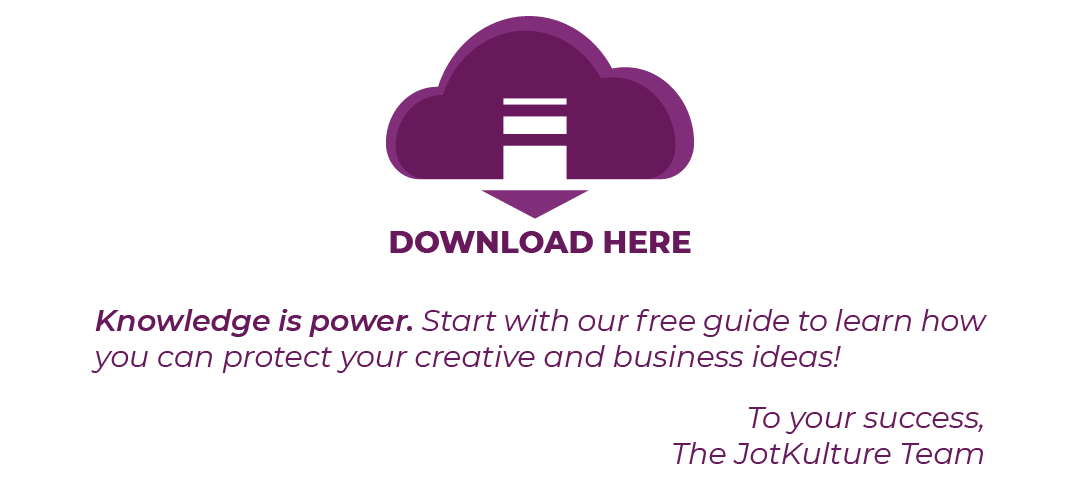 DOWNLOAD HERE
Knowledge is power. Start with our free guide to learn how
you can protect your creative and business ideas!
To your success,
The JotKulture Team